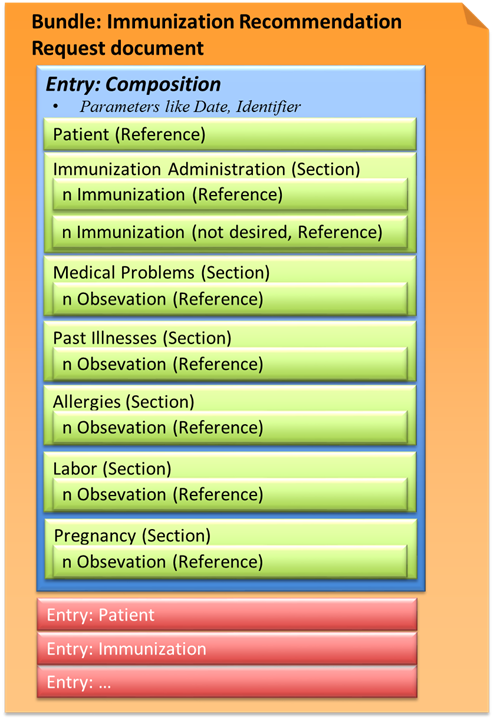 Bundle: Immunization Recommendation
Request document
Entry: Composition
• Parameters like Date, Identifier
Patient (Reference)
Immunization Administration (Section)
n Immunization (Reference)
n Immunization (not desired, Reference)
Medical Problems (Section)
n Obsevation (Reference)
Past Illnesses (Section)
n Obsevation (Reference)
Allergies (Section)
n Obsevation (Reference)
Labor (Section)
n Obsevation (Reference)
Pregnancy (Section)
n Obsevation (Reference)
Entry: Patient
Entry: Immunization
Entry: ...